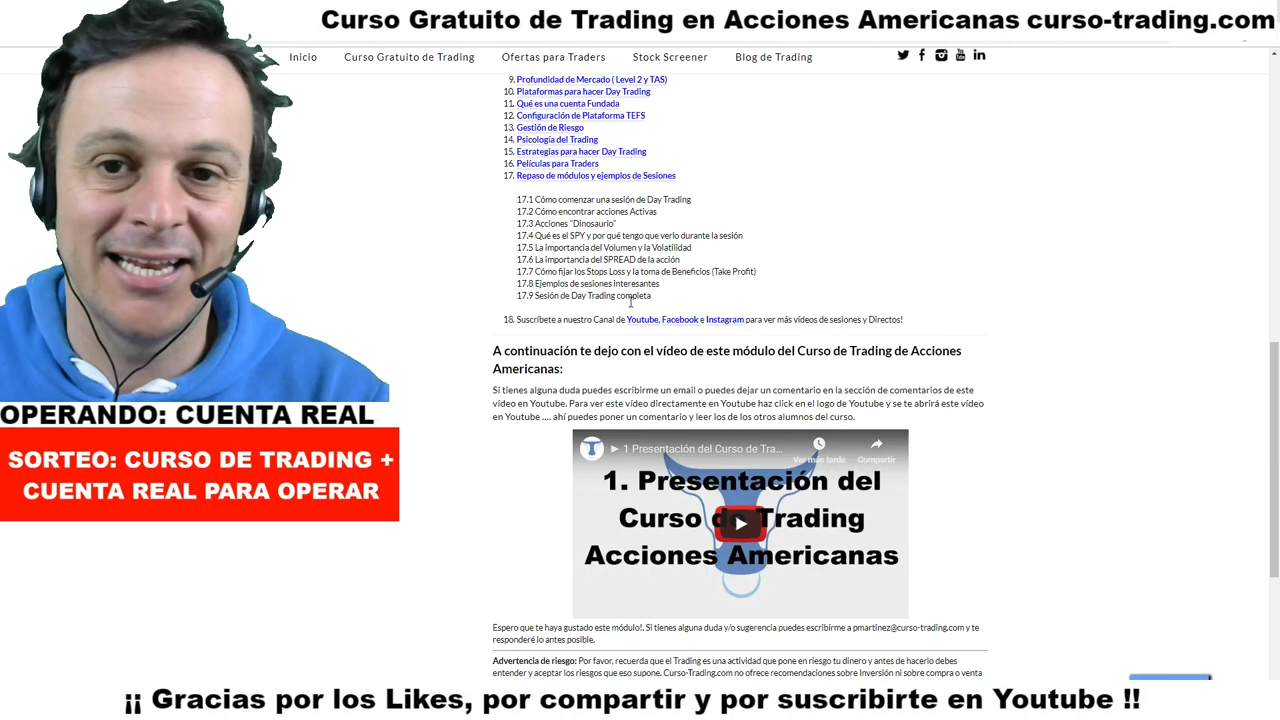 Curso Gratuito de Trading en Acciones Americanas curso-trading.com
Inicio Curso Gratuito de Trading Ofertas para Traders Stock Screener Blog de Trading
9. Profundidad de Mercado ( Level 2 y TAS)
10. Plataformas para hacer Day Trading
11. Qué es una cuenta Fundada
12. Configuración de Plataforma TEFS
13. Gestión de Riesgo
14. Psicología del Trading
15. Estrategias para hacer Day Trading
16. Películas para Traders
17. Repaso de módulos y ejemplos de Sesiones
17.1 Cómo comenzar una sesión de Day Trading
17.2 Cómo encontrar acciones Activas
17.3 Acciones "Dinosaurio"
17.4 Qué es el SPY y por qué tengo que verlo durante la sesión
17.5 La importancia del Volumen y la Volatilidad
17.6 La importancia del SPREAD de la acción
17.7 Cómo fijar los Stops Loss y la toma de Beneficios (Take Profit)
17.8 Ejemplos de sesiones interesantes
17.9 Sesión de Day Trading completa
18. Suscríbete a nuestro Canal de Youtube, Facebook e Instagram para ver más vídeos de sesiones y Directos!
A continuación te dejo con el vídeo de este módulo del Curso de Trading de Acciones
Americanas:
Si tienes alguna duda puedes escribirme un email o puedes dejar un comentario en la sección de comentarios de este
vídeo en Youtube. Para ver este vídeo directamente en Youtube haz click en el logo de Youtube y se te abrirá este vídeo
en Youtube .... ahí puedes poner un comentario y leer los de los otros alumnos del curso.
► 1 Presentación del Curso de Tra...
Ver más tarde Compartir
1. Presentación del
Curso de Trading
Acciones Americanas
Espero que te haya gustado este módulo!. Si tienes alguna duda y/o sugerencia puedes escribirme a pmartinez@curso-trading.com y te
responderé lo antes posible.
Advertencia de riesgo: Por favor, recuerda que el Trading es una actividad que pone en riesgo tu dinero y antes de hacerlo debes
entender y aceptar los riesgos que eso supone. Curso-Trading.com no ofrece recomendaciones sobre Inversión ni sobre compra o venta
OPERANDO: CUENTA REAL
SORTEO: CURSO DE TRADING +
CUENTA REAL PARA OPERAR
¡¡ Gracias por los Likes, por compartir y por suscribirte en Youtube !!